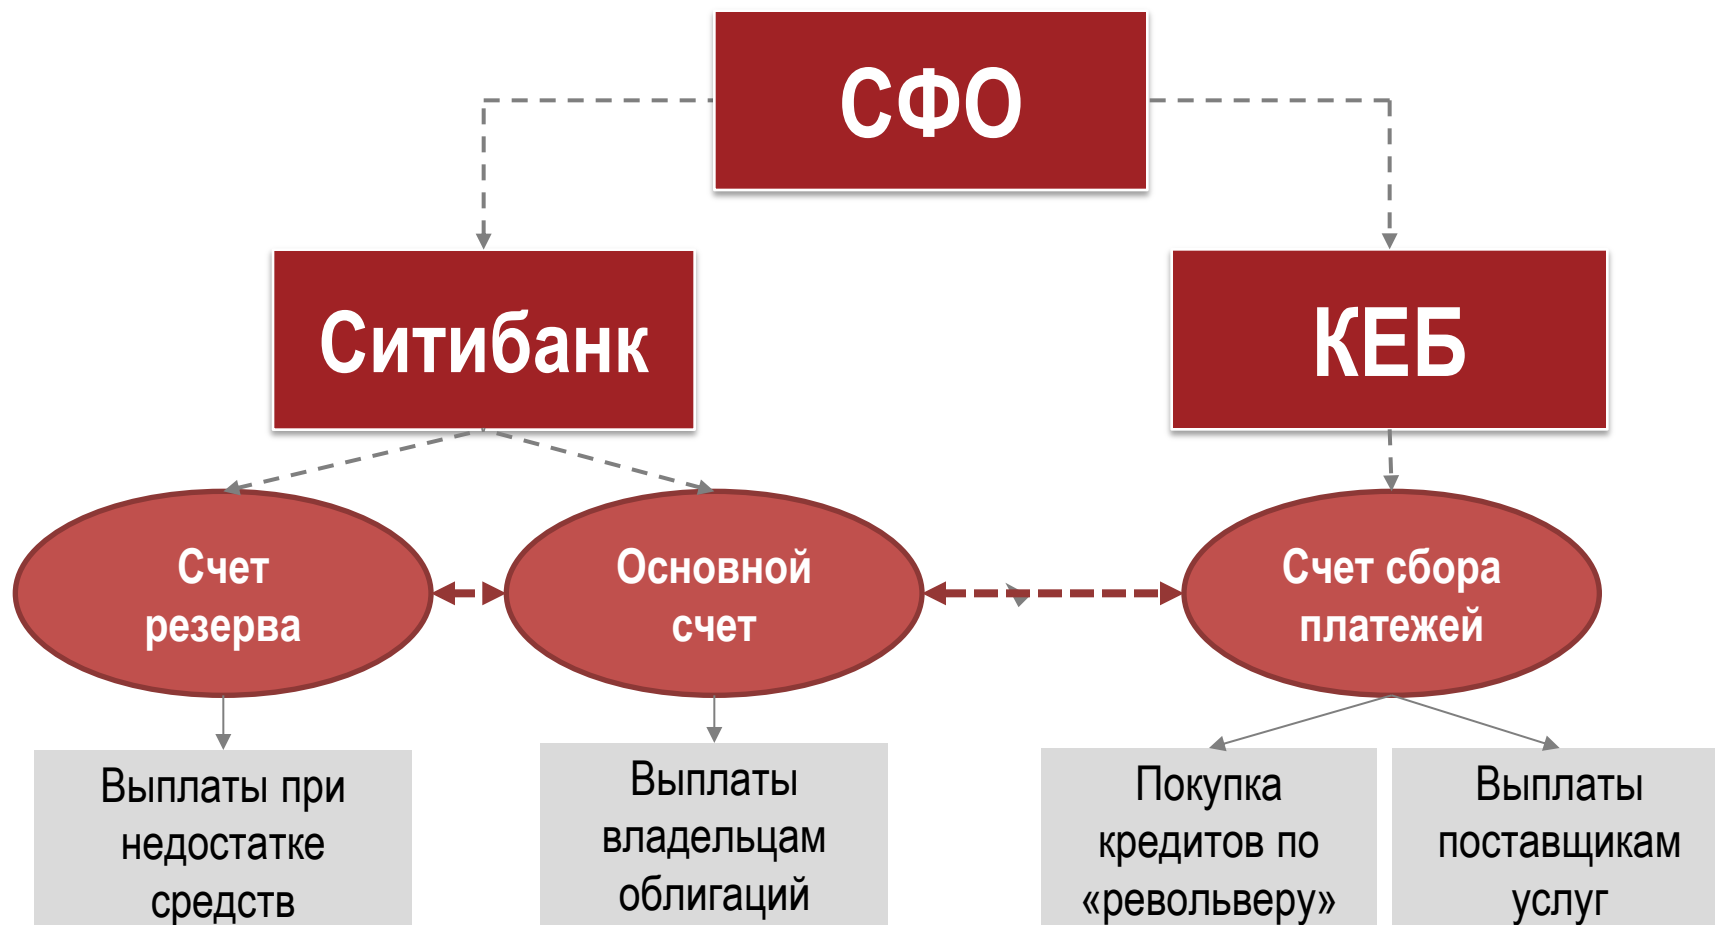 СФО
Ситибанк
КЕБ
Счет
резерва
Основной
счет
Счет сбора
платежей
Выплаты при
недостатке
средств
Выплаты
владельцам
облигаций
Покупка
кредитов по
«револьверу»
Выплаты
поставщикам
услуг